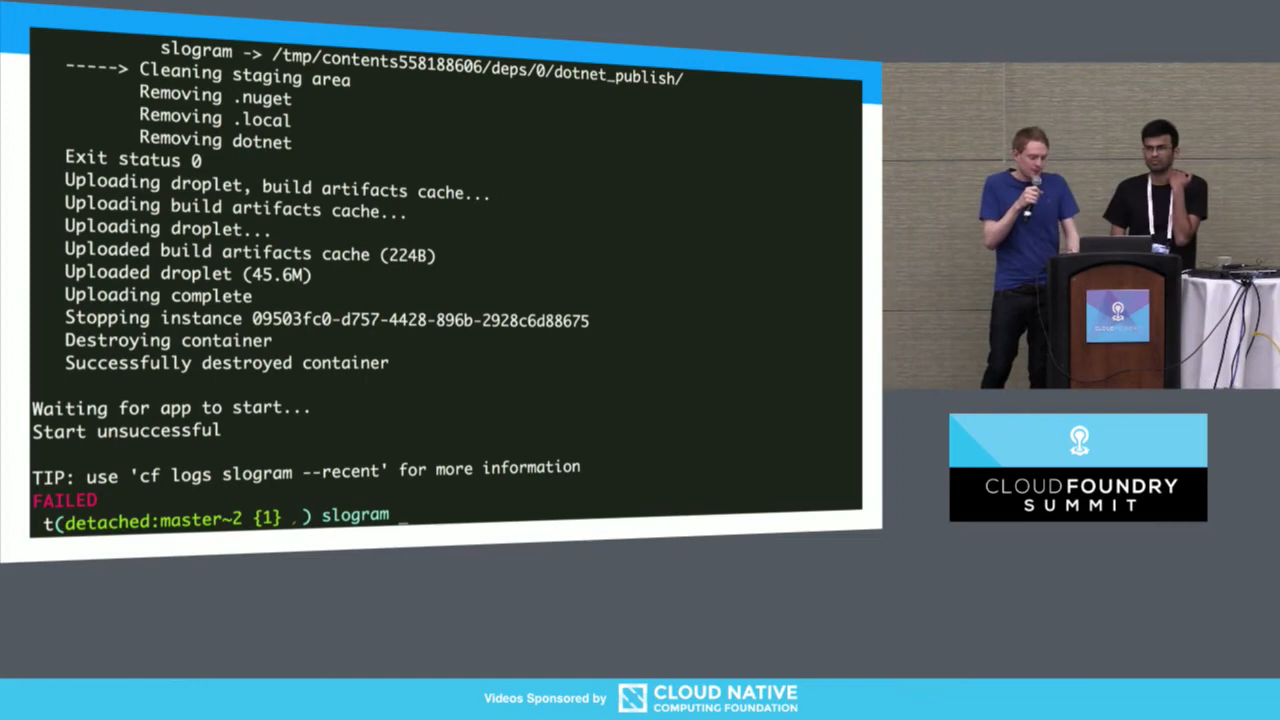 slogram -> /tmp/contents558188606/deps/0/dotnet_publish/
-----> Cleaning staging area
Removing .nuget
Removing .local
Removing dotnet
Exit status 0
Uploading droplet, build artifacts cache...
Uploading build artifacts cache...
Uploading droplet...
Uploaded build artifacts cache (224B)
Uploaded droplet (45.6M)
Uploading complete
Stopping instance 09503fc0-d757-4428-896b-2928c6d88675
Destroying container
Successfully destroyed container
Waiting for app to start...
Start unsuccessful
TIP: use 'cf logs slogram --recent' for more information
FAILED
t(detached:master~2 {1} ) slogram _
CLOUD FOUNDRY
SUMMIT
Videos Sponsored by
CLOUD NATIVE
COMPUTING FOUNDATION